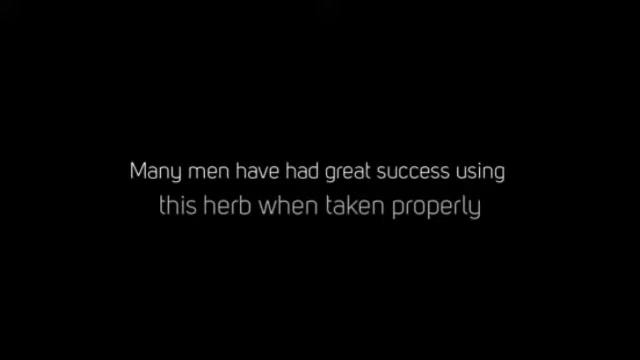 Many men have had great success using
this herb when taken properly